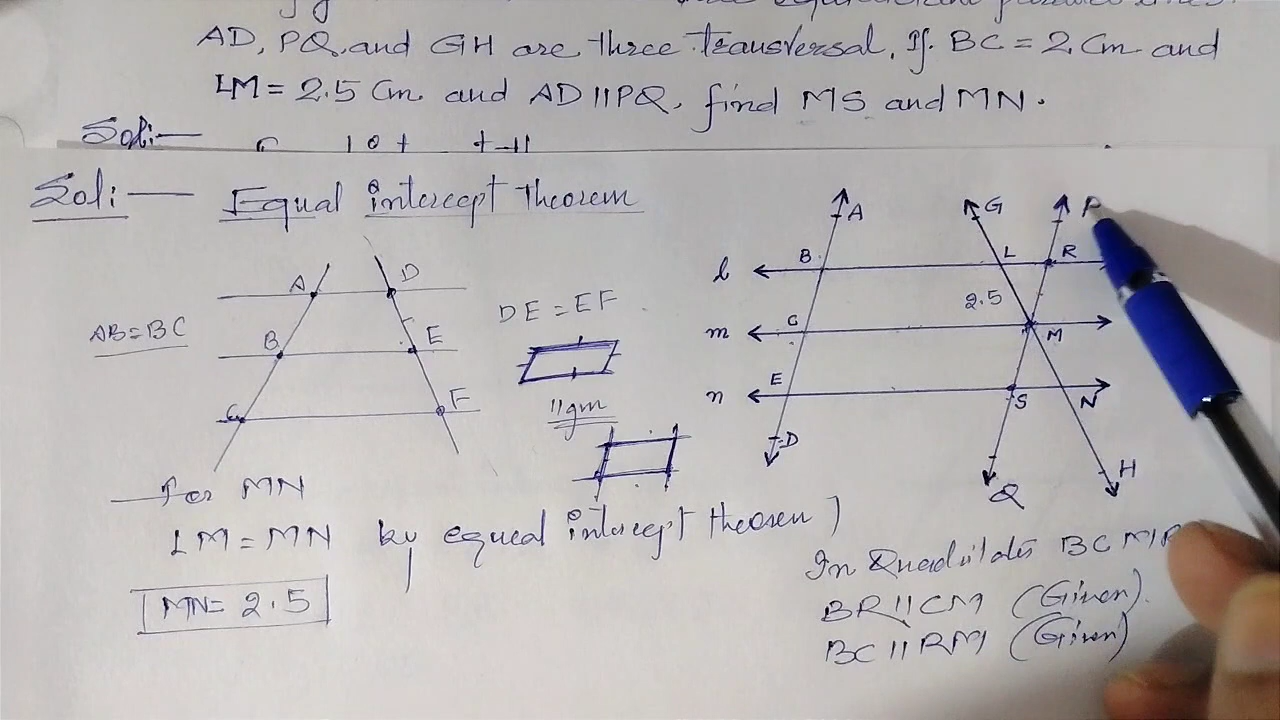 AD, PQ, and GH are three transversal. If BC = 2 Cm and
LM = 2.5 Cm and AD || PQ, find MS and MN.
Sol:—
Sol:— Equal intercept Theorem
A D
AB=BC
B E
C F
DE = EF
||gm
A G P
l B L R
2.5
m C M
n E S N
D Q H
— for MN
LM = MN by equal intercept theorem )
MN = 2.5
In BCMR
BR || CM (Given).
BC || RM (Given)